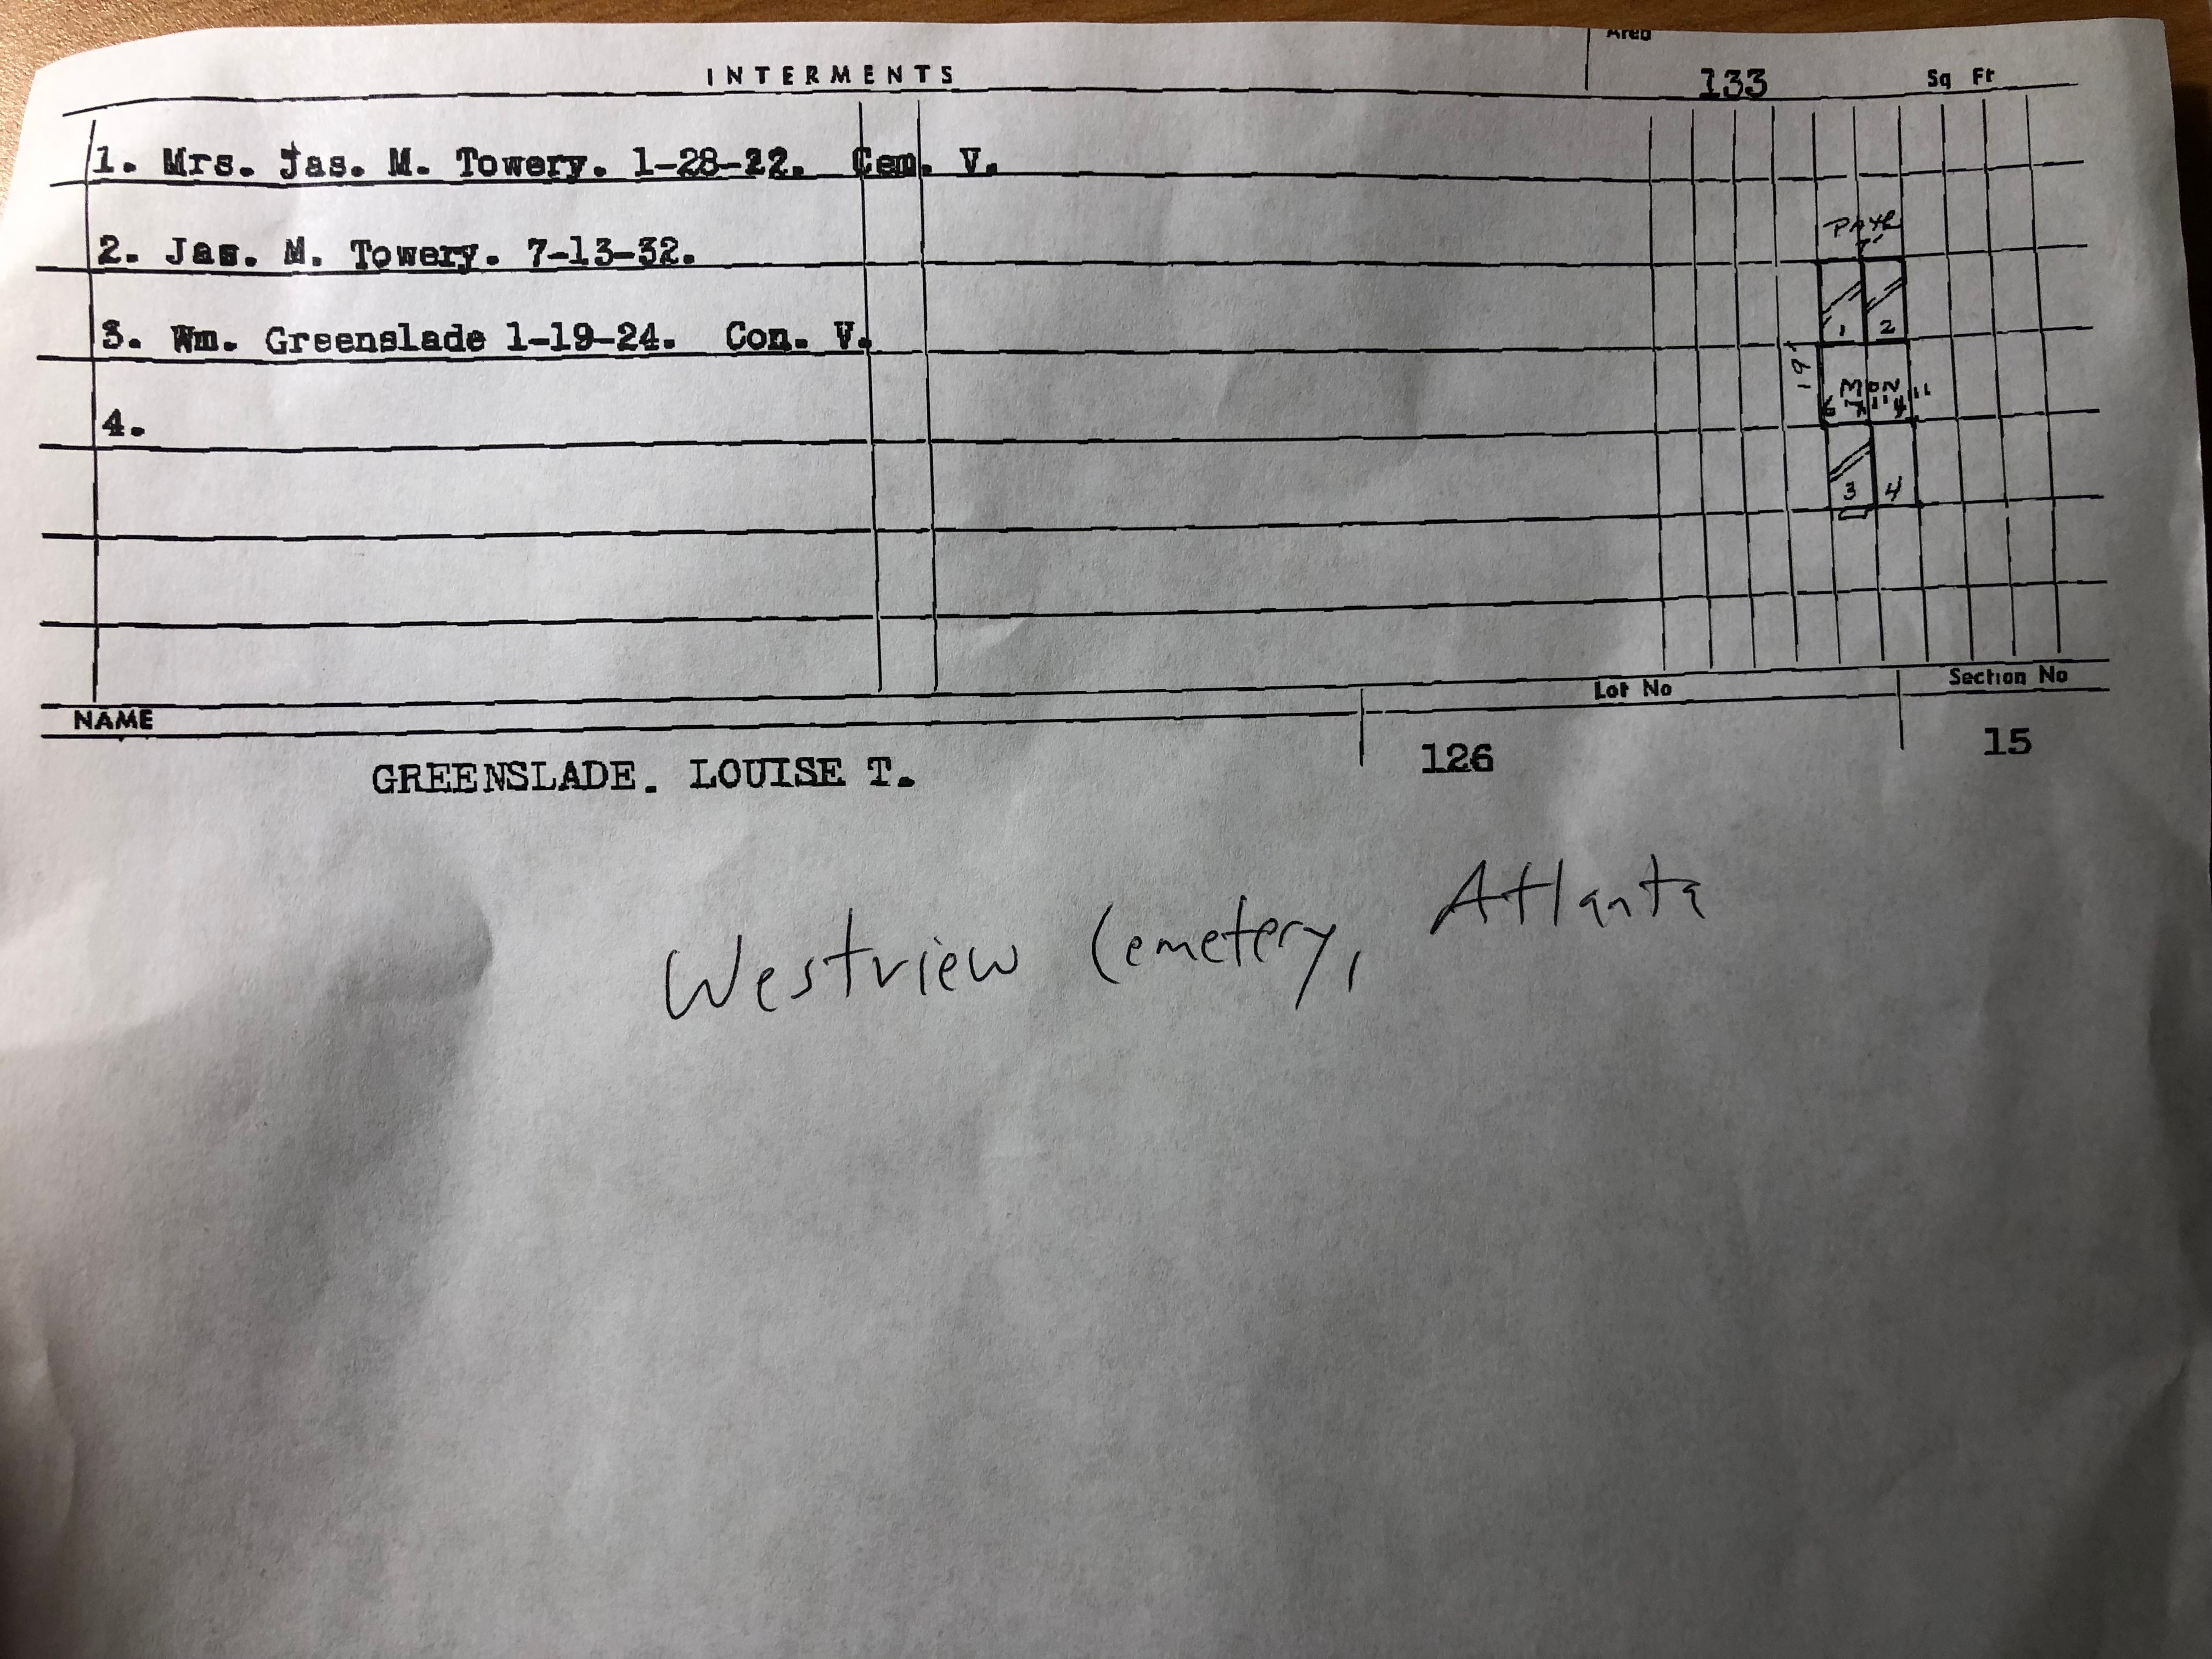 Area
INTERMENTS
133 Sq Ft
1. Mrs. Jas. M. Towery. 1-28-22. Cem. V.
2. Jas. M. Towery. 7-13-32.
3. Wm. Greenslade 1-19-24. Con. V.
4.
PATH
7'
1 2
19'
MON
3 4
NAME
Lot No
Section No
GREENSLADE. LOUISE T.
126
15
Westview Cemetery, Atlanta